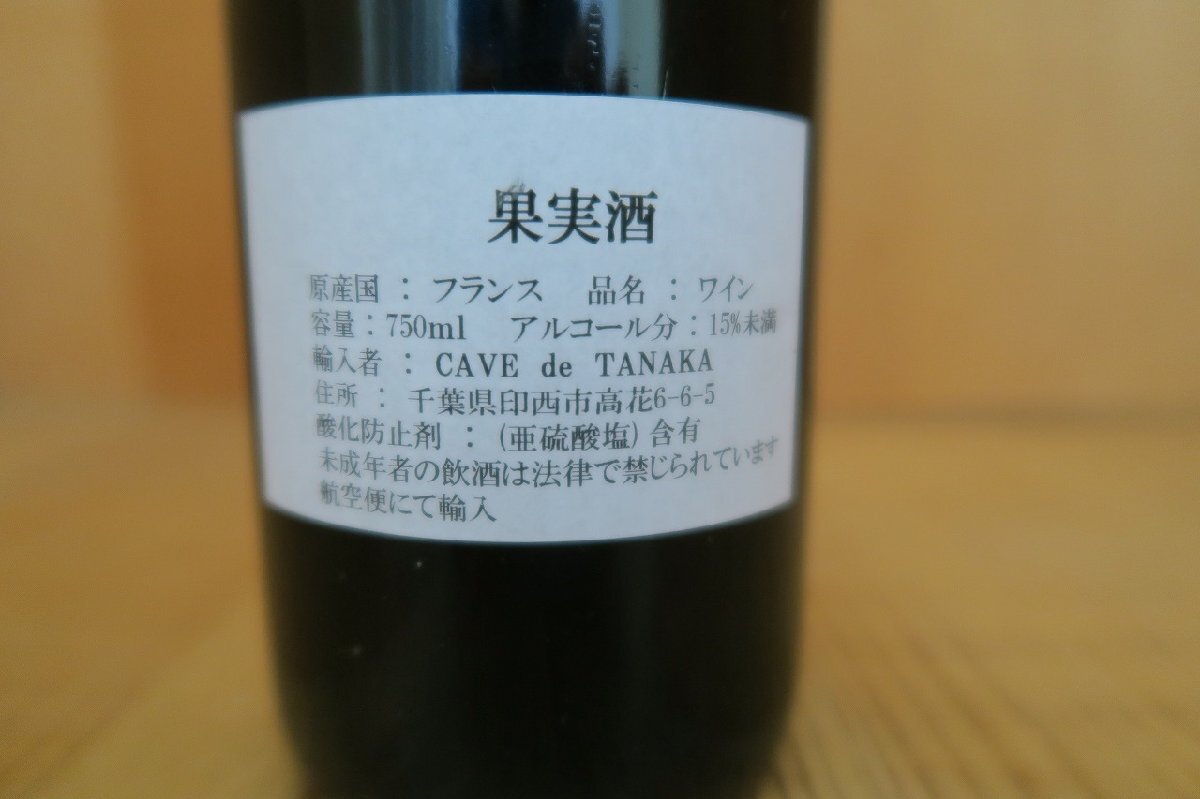 果実酒
原産国 : フランス 品名 : ワイン
容量 : 750ml アルコール分 : 15%未満
輸入者 : CAVE de TANAKA
住所 : 千葉県印西市高花6-6-5
酸化防止剤 : (亜硫酸塩) 含有
未成年者の飲酒は法律で禁じられています
航空便にて輸入